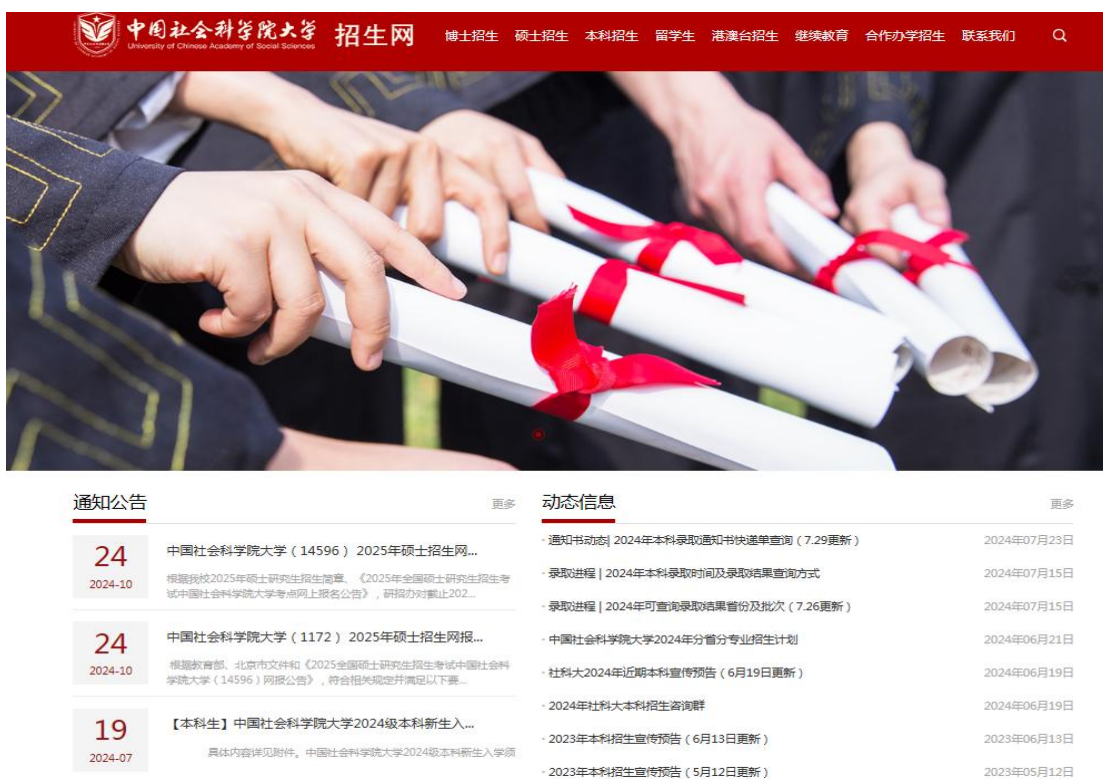 中国社会科学院大学
University of Chinese Academy of Social Sciences
招生网
博士招生 硕士招生 本科招生 留学生 港澳台招生 继续教育 合作办学招生 联系我们
通知公告
更多
24
2024-10
中国社会科学院大学（14596） 2025年硕士招生网...
根据我校2025年硕士研究生招生简章、《2025年全国硕士研究生招生考
试中国社会科学院大学考点网上报名公告》，研招办对截止202...
24
2024-10
中国社会科学院大学（1172） 2025年硕士招生网报...
根据教育部、北京市文件和《2025全国硕士研究生招生考试中国社会科
学院大学（14596）网报公告》，符合相关规定并满足以下要...
19
2024-07
【本科生】中国社会科学院大学2024级本科新生入...
具体内容详见附件。中国社会科学院大学2024级本科新生入学须
动态信息
更多
· 通知书动态| 2024年本科录取通知书快递单查询（7.29更新） 2024年07月23日
· 录取进程 | 2024年本科录取时间及录取结果查询方式 2024年07月15日
· 录取进程 | 2024年可查询录取结果省份及批次（7.26更新） 2024年07月15日
· 中国社会科学院大学2024年分省分专业招生计划 2024年06月21日
· 社科大2024年近期本科宣传预告（6月19日更新） 2024年06月19日
· 2024年社科大本科招生咨询群 2024年06月19日
· 2023年本科招生宣传预告（6月13日更新） 2023年06月13日
· 2023年本科招生宣传预告（5月12日更新） 2023年05月12日